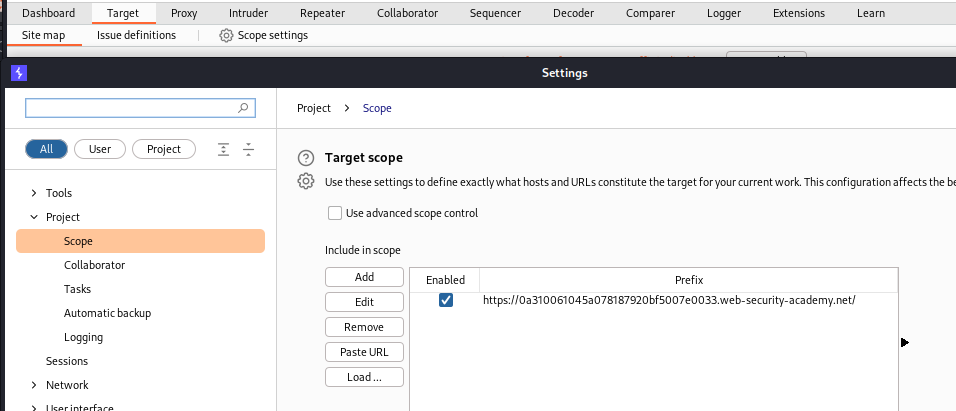 Dashboard Target Proxy Intruder Repeater Collaborator Sequencer Decoder Comparer Logger Extensions Learn
Site map Issue definitions Scope settings
Settings
Project > Scope
All User Project
Target scope
Use these settings to define exactly what hosts and URLs constitute the target for your current work. This configuration affects the be
Tools
Use advanced scope control
Project
Scope
Include in scope
Collaborator
Add
Enabled Prefix
Tasks
Edit
https://0a310061045a078187920bf5007e0033.web-security-academy.net/
Automatic backup
Remove
Logging
Paste URL
Sessions
Load ...
Network
User interface